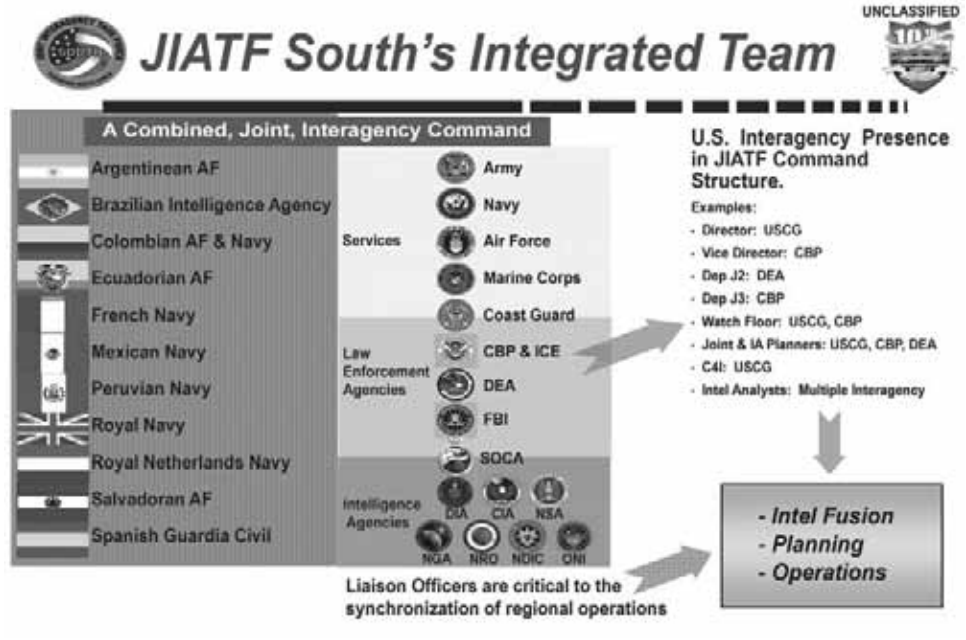 UNCLASSIFIED
JIATF South's Integrated Team
A Combined, Joint, Interagency Command
Argentinean AF
Brazilian Intelligence Agency
Colombian AF & Navy
Ecuadorian AF
French Navy
Mexican Navy
Peruvian Navy
Royal Navy
Royal Netherlands Navy
Salvadoran AF
Spanish Guardia Civil
Services
Army
Navy
Air Force
Marine Corps
Coast Guard
Law
Enforcement
Agencies
CBP & ICE
DEA
FBI
SOCA
Intelligence
Agencies
DIA CIA NSA
NGA NRO NDIC ONI
Liaison Officers are critical to the
synchronization of regional operations
U.S. Interagency Presence
in JIATF Command
Structure.
Examples:
- Director: USCG
- Vice Director: CBP
- Dep J2: DEA
- Dep J3: CBP
- Watch Floor: USCG, CBP
- Joint & IA Planners: USCG, CBP, DEA
- C4I: USCG
- Intel Analysts: Multiple Interagency
- Intel Fusion
- Planning
- Operations